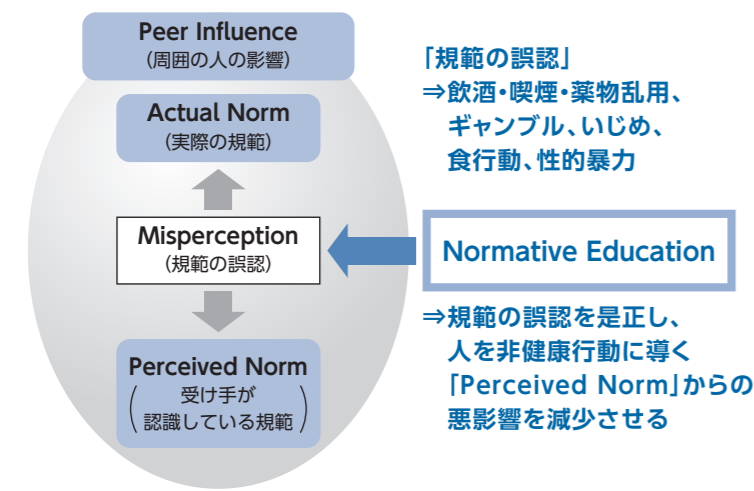 Peer Influence
(周囲の人の影響)
Actual Norm
(実際の規範)
Misperception
(規範の誤認)
Perceived Norm
(受け手が
認識している規範)
「規範の誤認」
⇒飲酒・喫煙・薬物乱用、
ギャンブル、いじめ、
食行動、性的暴力
Normative Education
⇒規範の誤認を是正し、
人を非健康行動に導く
「Perceived Norm」からの
悪影響を減少させる